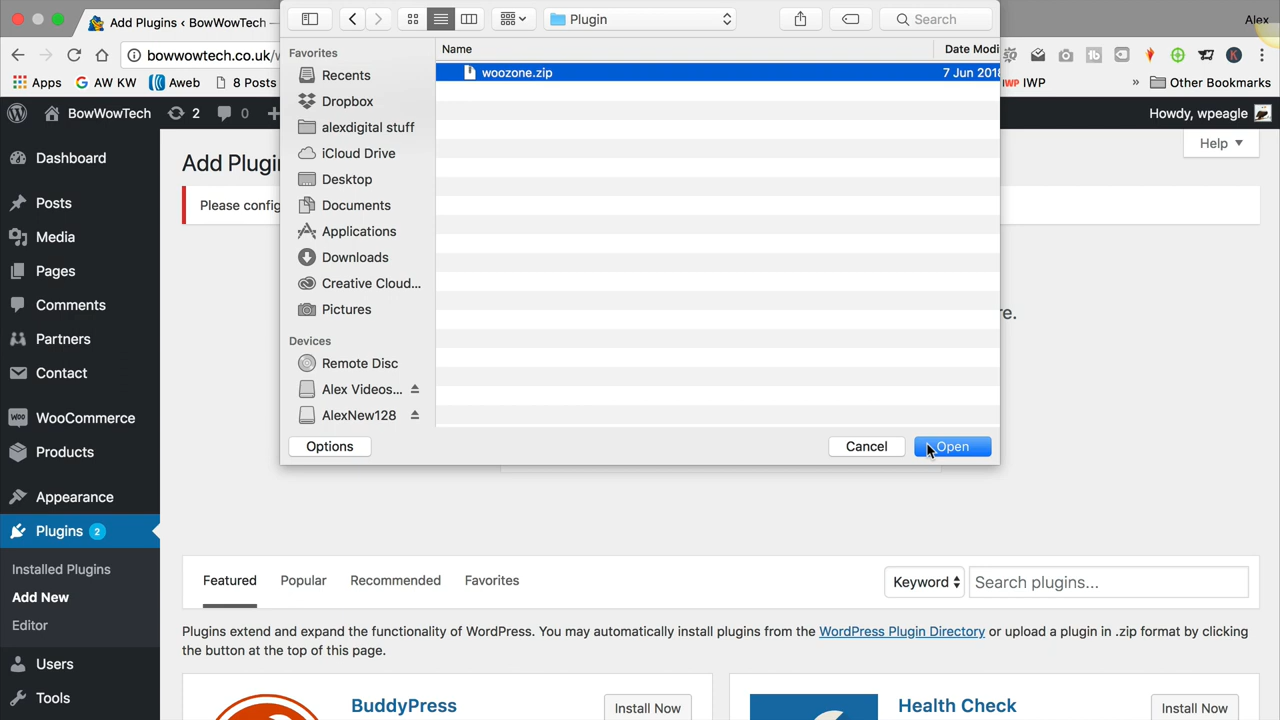 Add Plugins ‹ BowWowTech —
Plugin
Search
Alex
bowwowtech.co.uk/
Apps
AW KW
Aweb
8 Posts
IWP
»
Other Bookmarks
BowWowTech
2
0
Howdy, wpeagle
Help
Favorites
Recents
Dropbox
alexdigital stuff
iCloud Drive
Desktop
Documents
Applications
Downloads
Creative Cloud...
Pictures
Devices
Remote Disc
Alex Videos...
AlexNew128
Name
Date Modi
woozone.zip
7 Jun 2018
Options
Cancel
Open
Dashboard
Posts
Media
Pages
Comments
Partners
Contact
WooCommerce
Products
Appearance
Plugins 2
Installed Plugins
Add New
Editor
Users
Tools
Add Plugin
Please config
re.
Featured
Popular
Recommended
Favorites
Keyword
Search plugins...
Plugins extend and expand the functionality of WordPress. You may automatically install plugins from the WordPress Plugin Directory or upload a plugin in .zip format by clicking
the button at the top of this page.
BuddyPress
Install Now
Health Check
Install Now